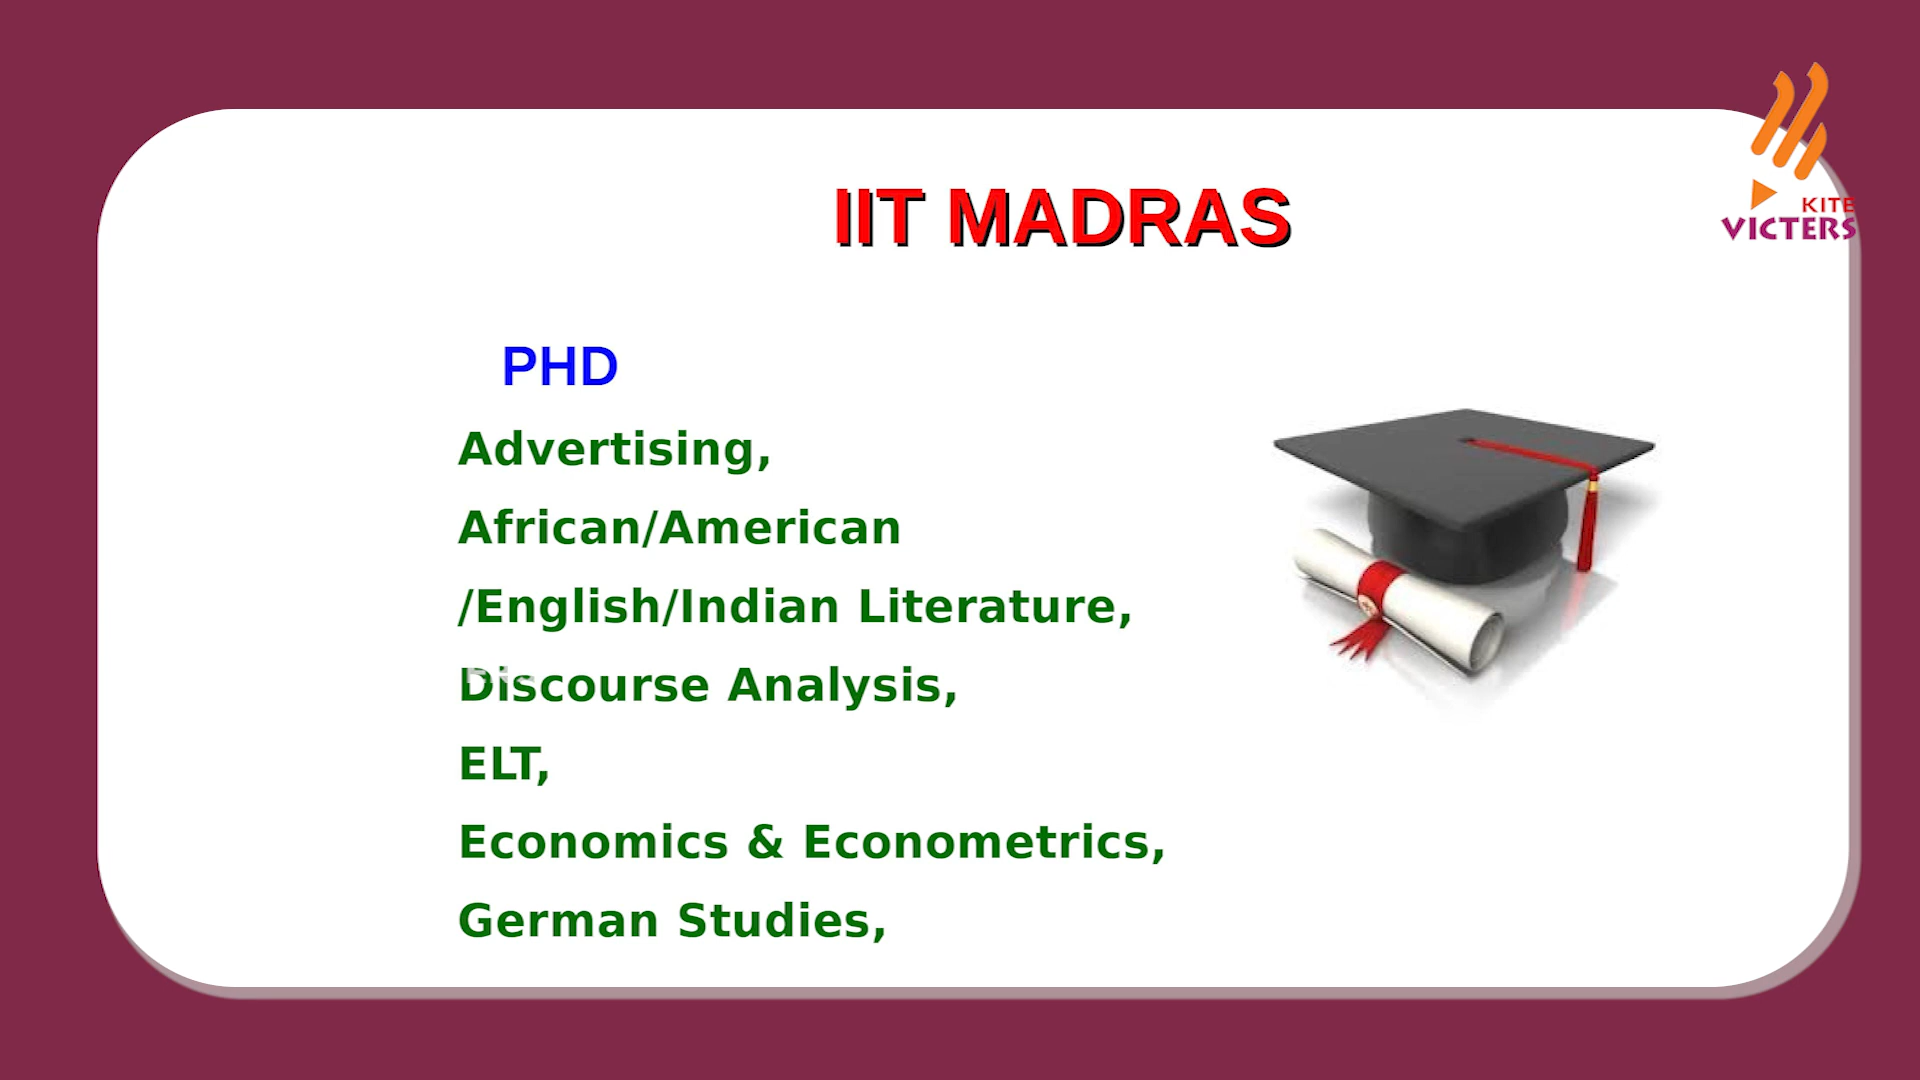 IIT MADRAS
KITE
VICTERS
PHD
Advertising,
African/American
/English/Indian Literature,
Discourse Analysis,
ELT,
Economics & Econometrics,
German Studies,